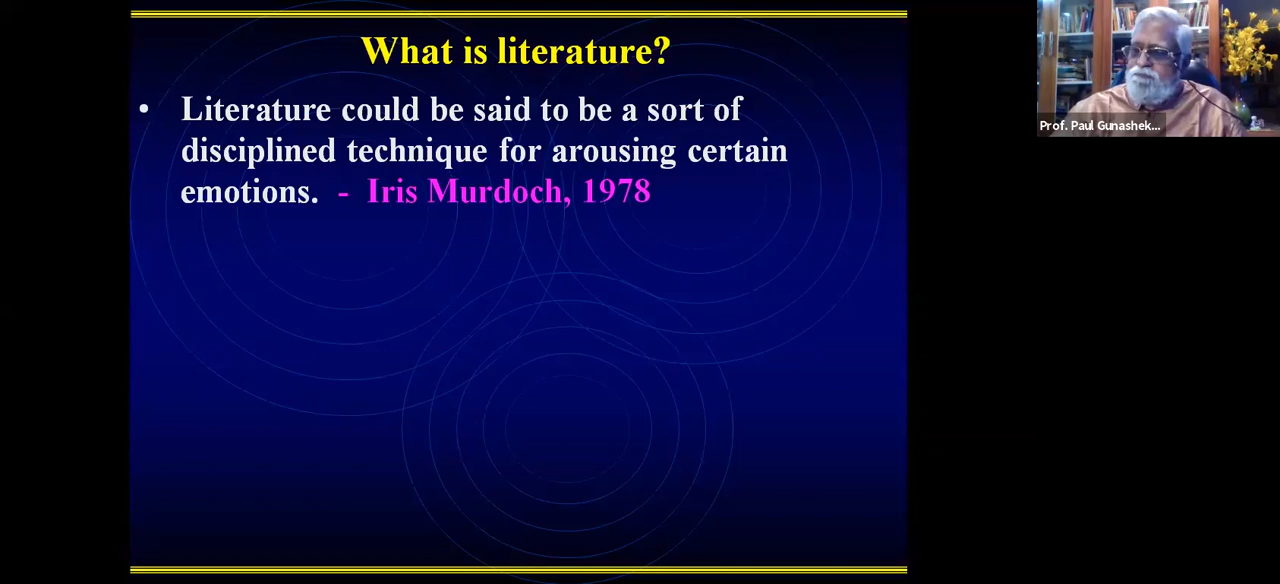 What is literature?
• Literature could be said to be a sort of
disciplined technique for arousing certain
emotions. - Iris Murdoch, 1978
Prof. Paul Gunashek...